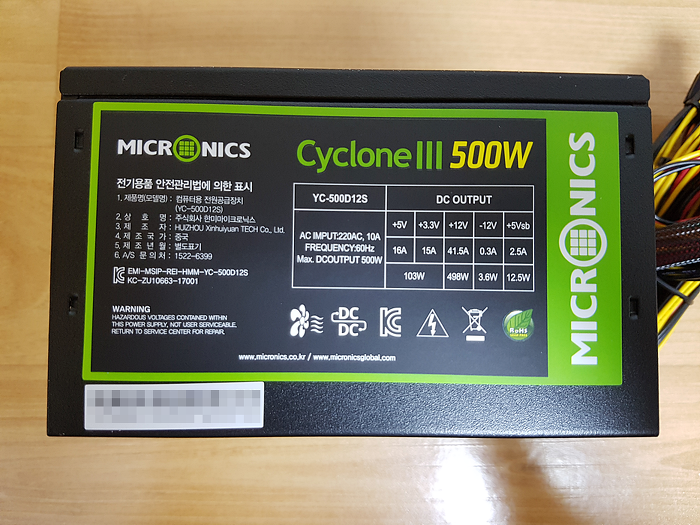 MICRONICS
Cyclone III 500W
전기용품 안전관리법에 의한 표시
1. 제품명(모델명) : 컴퓨터용 전원공급장치
(YC-500D12S)
2. 상 호 명 : 주식회사 한미마이크로닉스
3. 제 조 자 : HUIZHOU Xinhuiyuan TECH Co., Ltd.
4. 제 조 국 가 : 중국
5. 제 조 년 월 : 별도표기
6. A/S 문 의 처 : 1522-6399
EMI-MSIP-REI-HMM-YC-500D12S
KC-ZU10663-17001
WARNING
HAZARDOUS VOLTAGES CONTAINED WITHIN
THIS POWER SUPPLY, NOT USER SERVICEABLE,
RETURN TO SERVICE CENTER FOR REPAIR.
YC-500D12S DC OUTPUT
AC IMPUT:220AC, 10A
FREQUENCY:60Hz
Max. DCOUTPUT 500W
+5V +3.3V +12V -12V +5Vsb
16A 15A 41.5A 0.3A 2.5A
103W 498W 3.6W 12.5W
DC
DC
RoHS
www.micronics.co.kr / www.micronicsglobal.com
MICRONICS